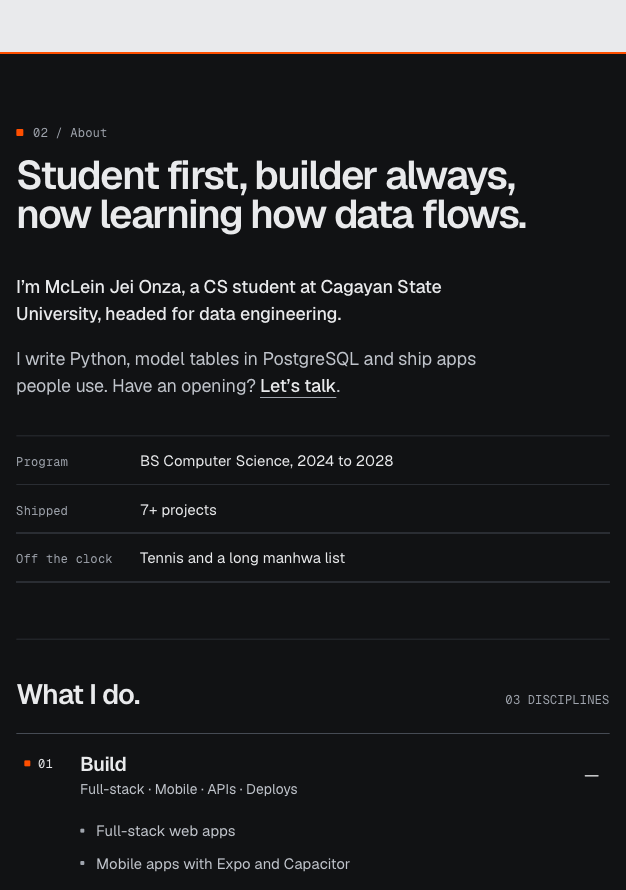 02 / About
Student first, builder always,
now learning how data flows.
I’m McLein Jei Onza, a CS student at Cagayan State
University, headed for data engineering.
I write Python, model tables in PostgreSQL and ship apps
people use. Have an opening? Let’s talk.
Program BS Computer Science, 2024 to 2028
Shipped 7+ projects
Off the clock Tennis and a long manhwa list
What I do. 03 DISCIPLINES
01 Build
Full-stack · Mobile · APIs · Deploys
Full-stack web apps
Mobile apps with Expo and Capacitor